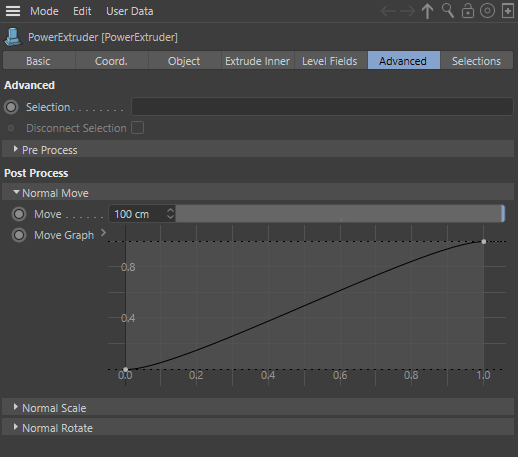 Mode Edit User Data
PowerExtruder [PowerExtruder]
Basic Coord. Object Extrude Inner Level Fields Advanced Selections
Advanced
Selection. . . . . . . .
Disconnect Selection
Pre Process
Post Process
Normal Move
Move . . . . . . 100 cm
Move Graph
0.8
0.4
0.0 0.2 0.4 0.6 0.8 1.0
Normal Scale
Normal Rotate